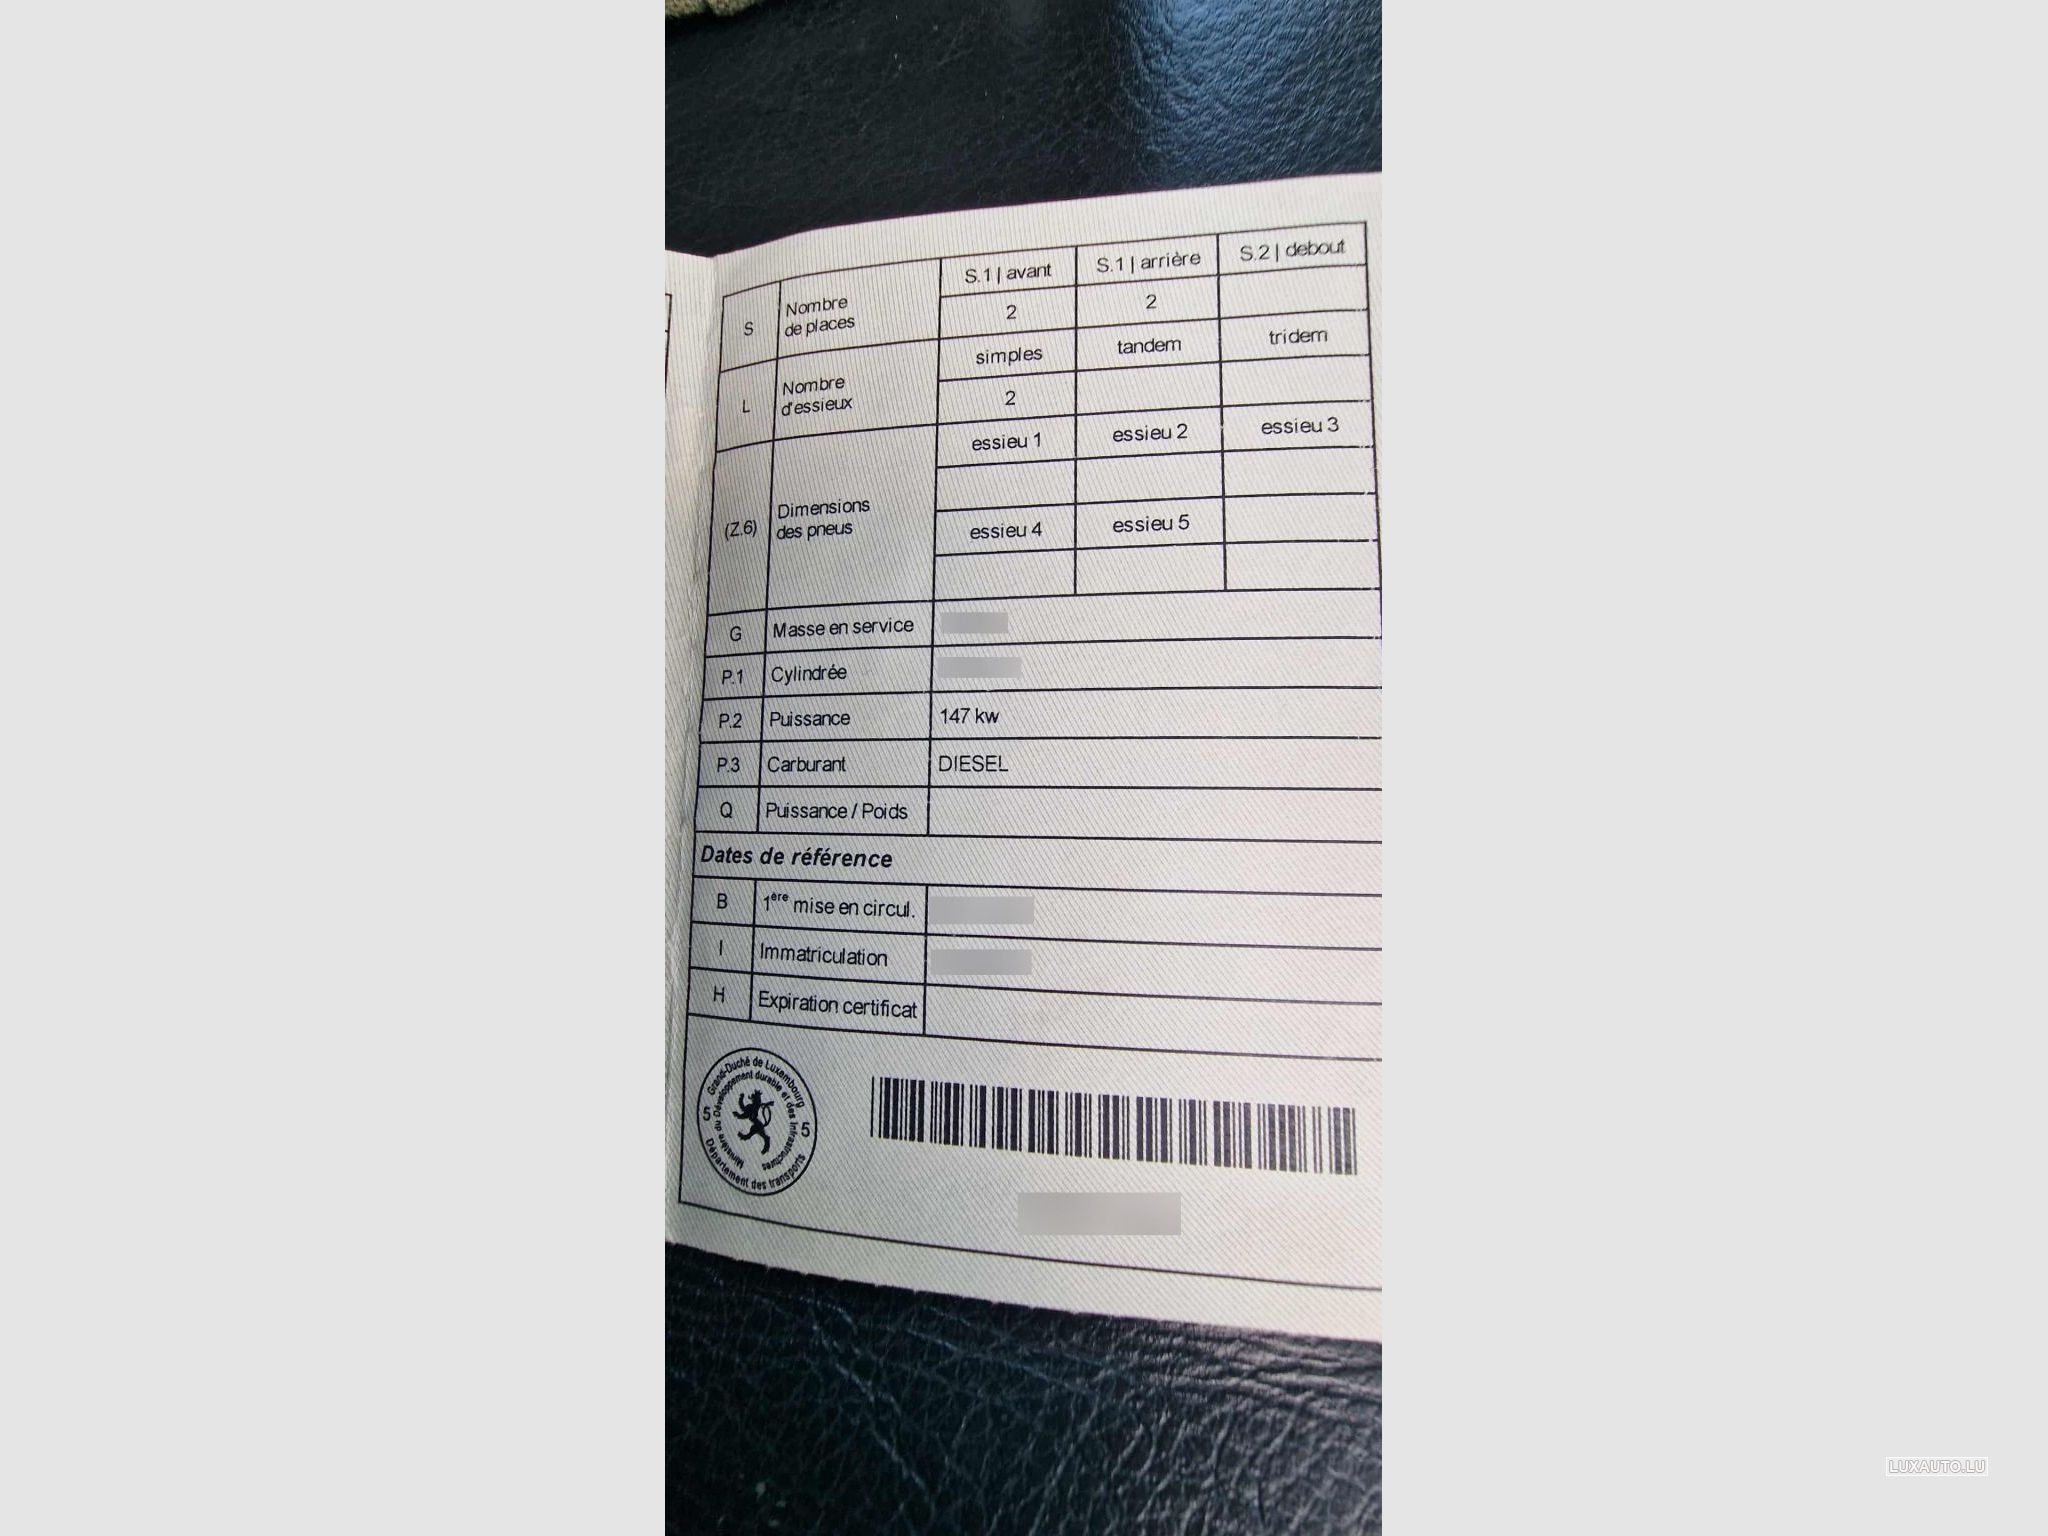 S.1 | avant S.1 | arrière S.2 | debout
S Nombre de places 2 2
simples tandem tridem
L Nombre d'essieux 2
essieu 1 essieu 2 essieu 3
(Z.6) Dimensions des pneus
essieu 4 essieu 5
G Masse en service
P.1 Cylindrée
P.2 Puissance 147 kw
P.3 Carburant DIESEL
Q Puissance / Poids
Dates de référence
B 1ère mise en circul.
I Immatriculation
H Expiration certificat
Grand-Duché de Luxembourg
Ministère du Développement durable et des Infrastructures
5 5
Département des transports
LUXAUTO.LU